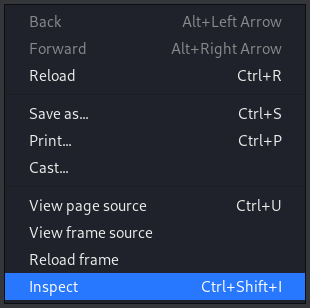 Back Alt+Left Arrow
Forward Alt+Right Arrow
Reload Ctrl+R
Save as... Ctrl+S
Print... Ctrl+P
Cast...
View page source Ctrl+U
View frame source
Reload frame
Inspect Ctrl+Shift+I